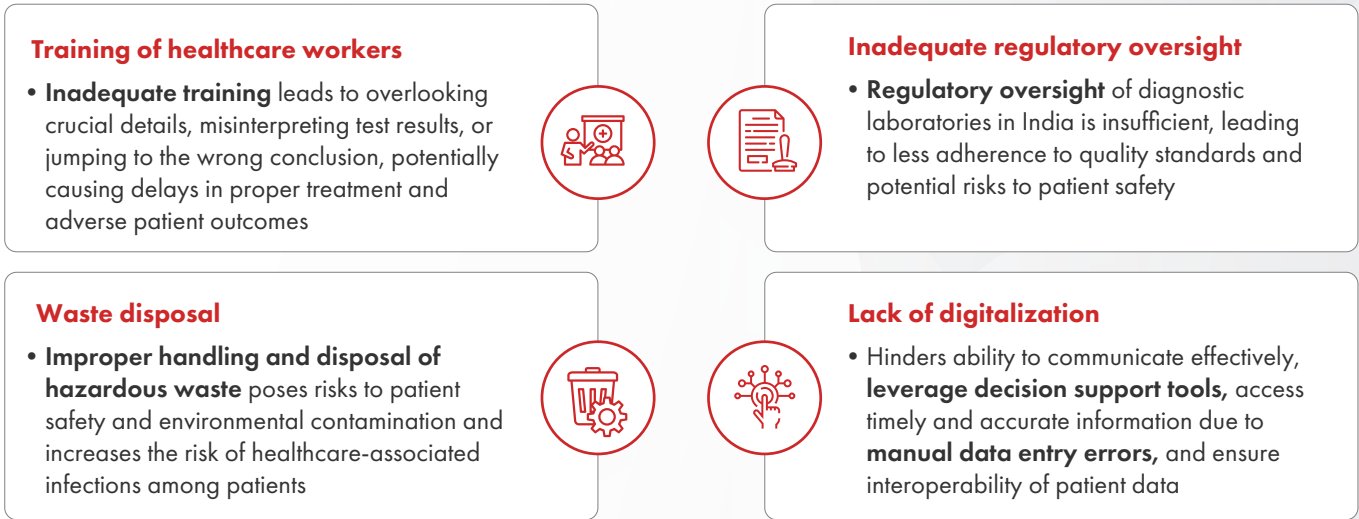 Training of healthcare workers
• Inadequate training leads to overlooking
crucial details, misinterpreting test results, or
jumping to the wrong conclusion, potentially
causing delays in proper treatment and
adverse patient outcomes
Inadequate regulatory oversight
• Regulatory oversight of diagnostic
laboratories in India is insufficient, leading
to less adherence to quality standards and
potential risks to patient safety
Waste disposal
• Improper handling and disposal of
hazardous waste poses risks to patient
safety and environmental contamination and
increases the risk of healthcare-associated
infections among patients
Lack of digitalization
• Hinders ability to communicate effectively,
leverage decision support tools, access
timely and accurate information due to
manual data entry errors, and ensure
interoperability of patient data